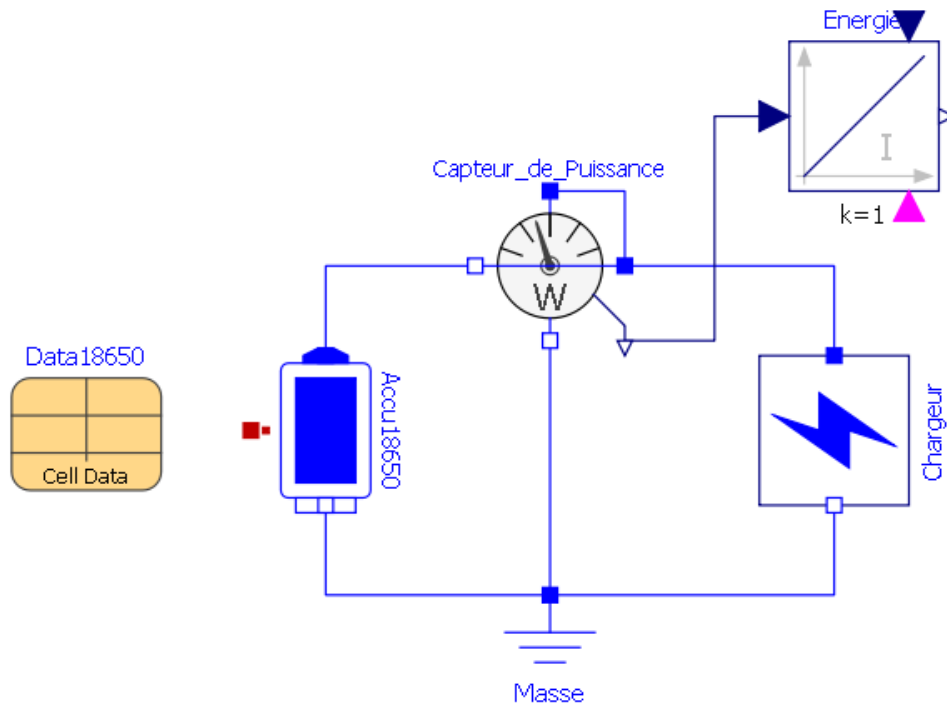 Energie
I
k=1
Capteur_de_Puissance
W
Data18650
Cell Data
Accu18650
Chargeur
Masse